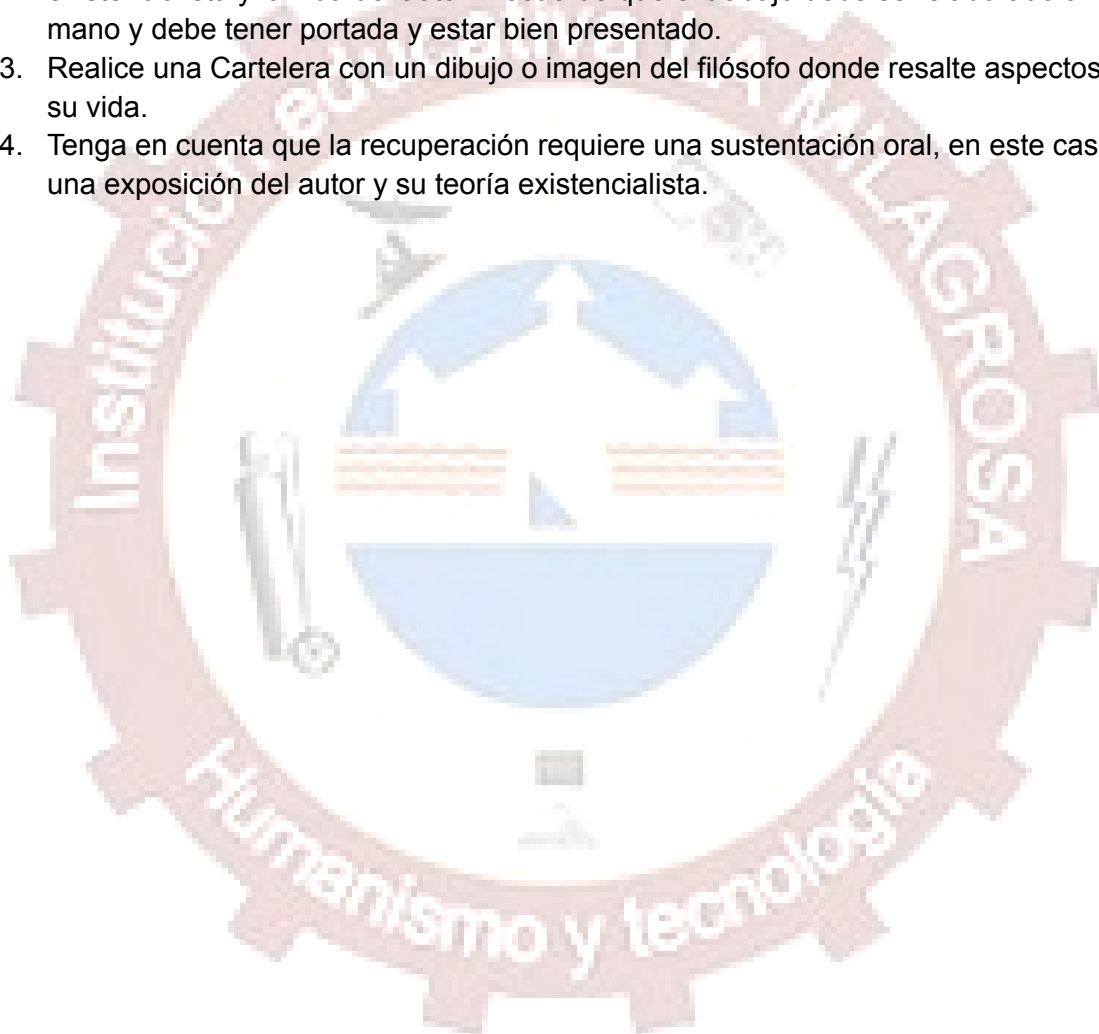 mano y debe tener portada y estar bien presentado.
3. Realice una Cartelera con un dibujo o imagen del filósofo donde resalte aspectos
su vida.
4. Tenga en cuenta que la recuperación requiere una sustentación oral, en este cas
una exposición del autor y su teoría existencialista.
Institución educativa LA MILAGROSA
Humanismo y tecnología